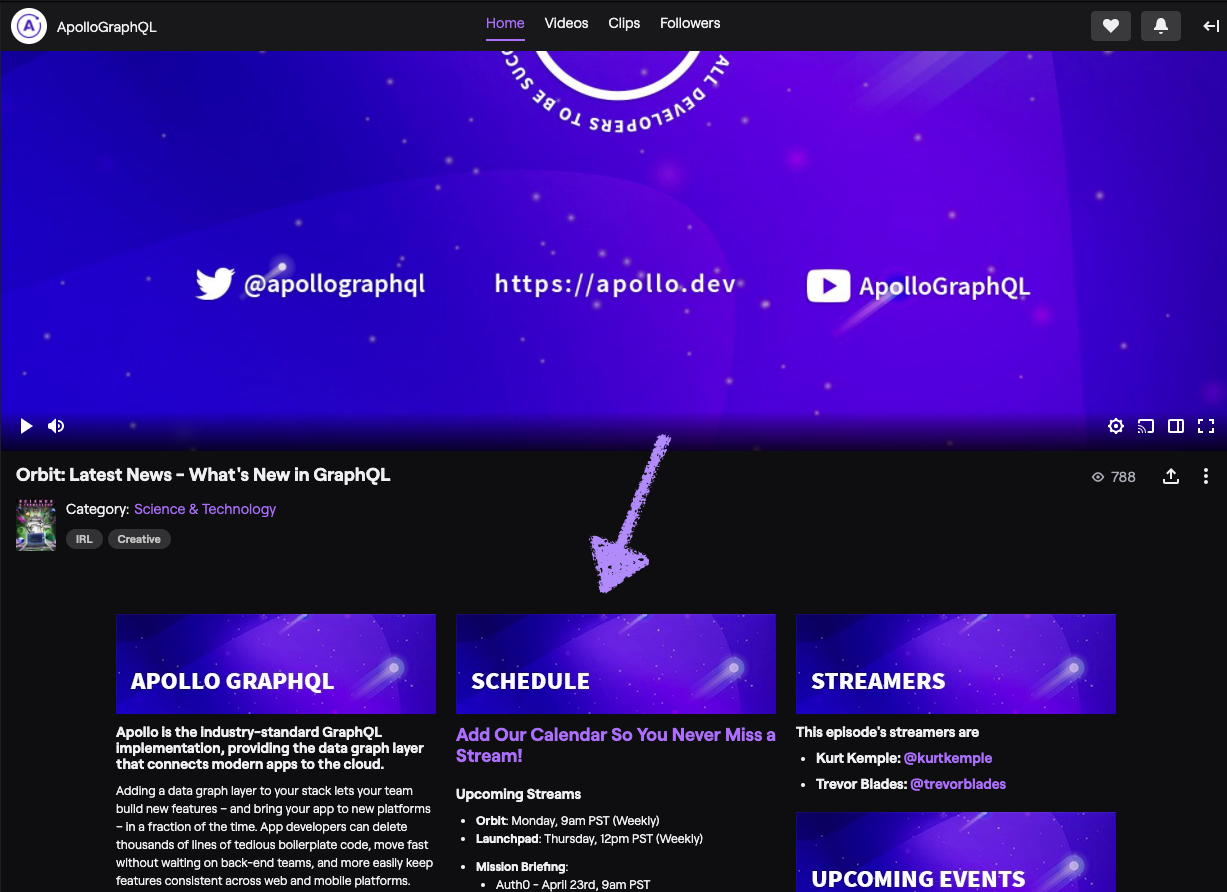 ApolloGraphQL
Home Videos Clips Followers
ALL DEVELOPERS TO BE SUCC
@apollographql
https://apollo.dev
ApolloGraphQL
Orbit: Latest News - What's New in GraphQL
788
Category: Science & Technology
IRL Creative
APOLLO GRAPHQL
Apollo is the industry-standard GraphQL
implementation, providing the data graph layer
that connects modern apps to the cloud.
Adding a data graph layer to your stack lets your team
build new features – and bring your app to new platforms
– in a fraction of the time. App developers can delete
thousands of lines of tedious boilerplate code, move fast
without waiting on back-end teams, and more easily keep
features consistent across web and mobile platforms.
SCHEDULE
Add Our Calendar So You Never Miss a
Stream!
Upcoming Streams
• Orbit: Monday, 9am PST (Weekly)
• Launchpad: Thursday, 12pm PST (Weekly)
• Mission Briefing:
• Auth0 - April 23rd, 9am PST
STREAMERS
This episode's streamers are
• Kurt Kemple: @kurtkemple
• Trevor Blades: @trevorblades
UPCOMING EVENTS